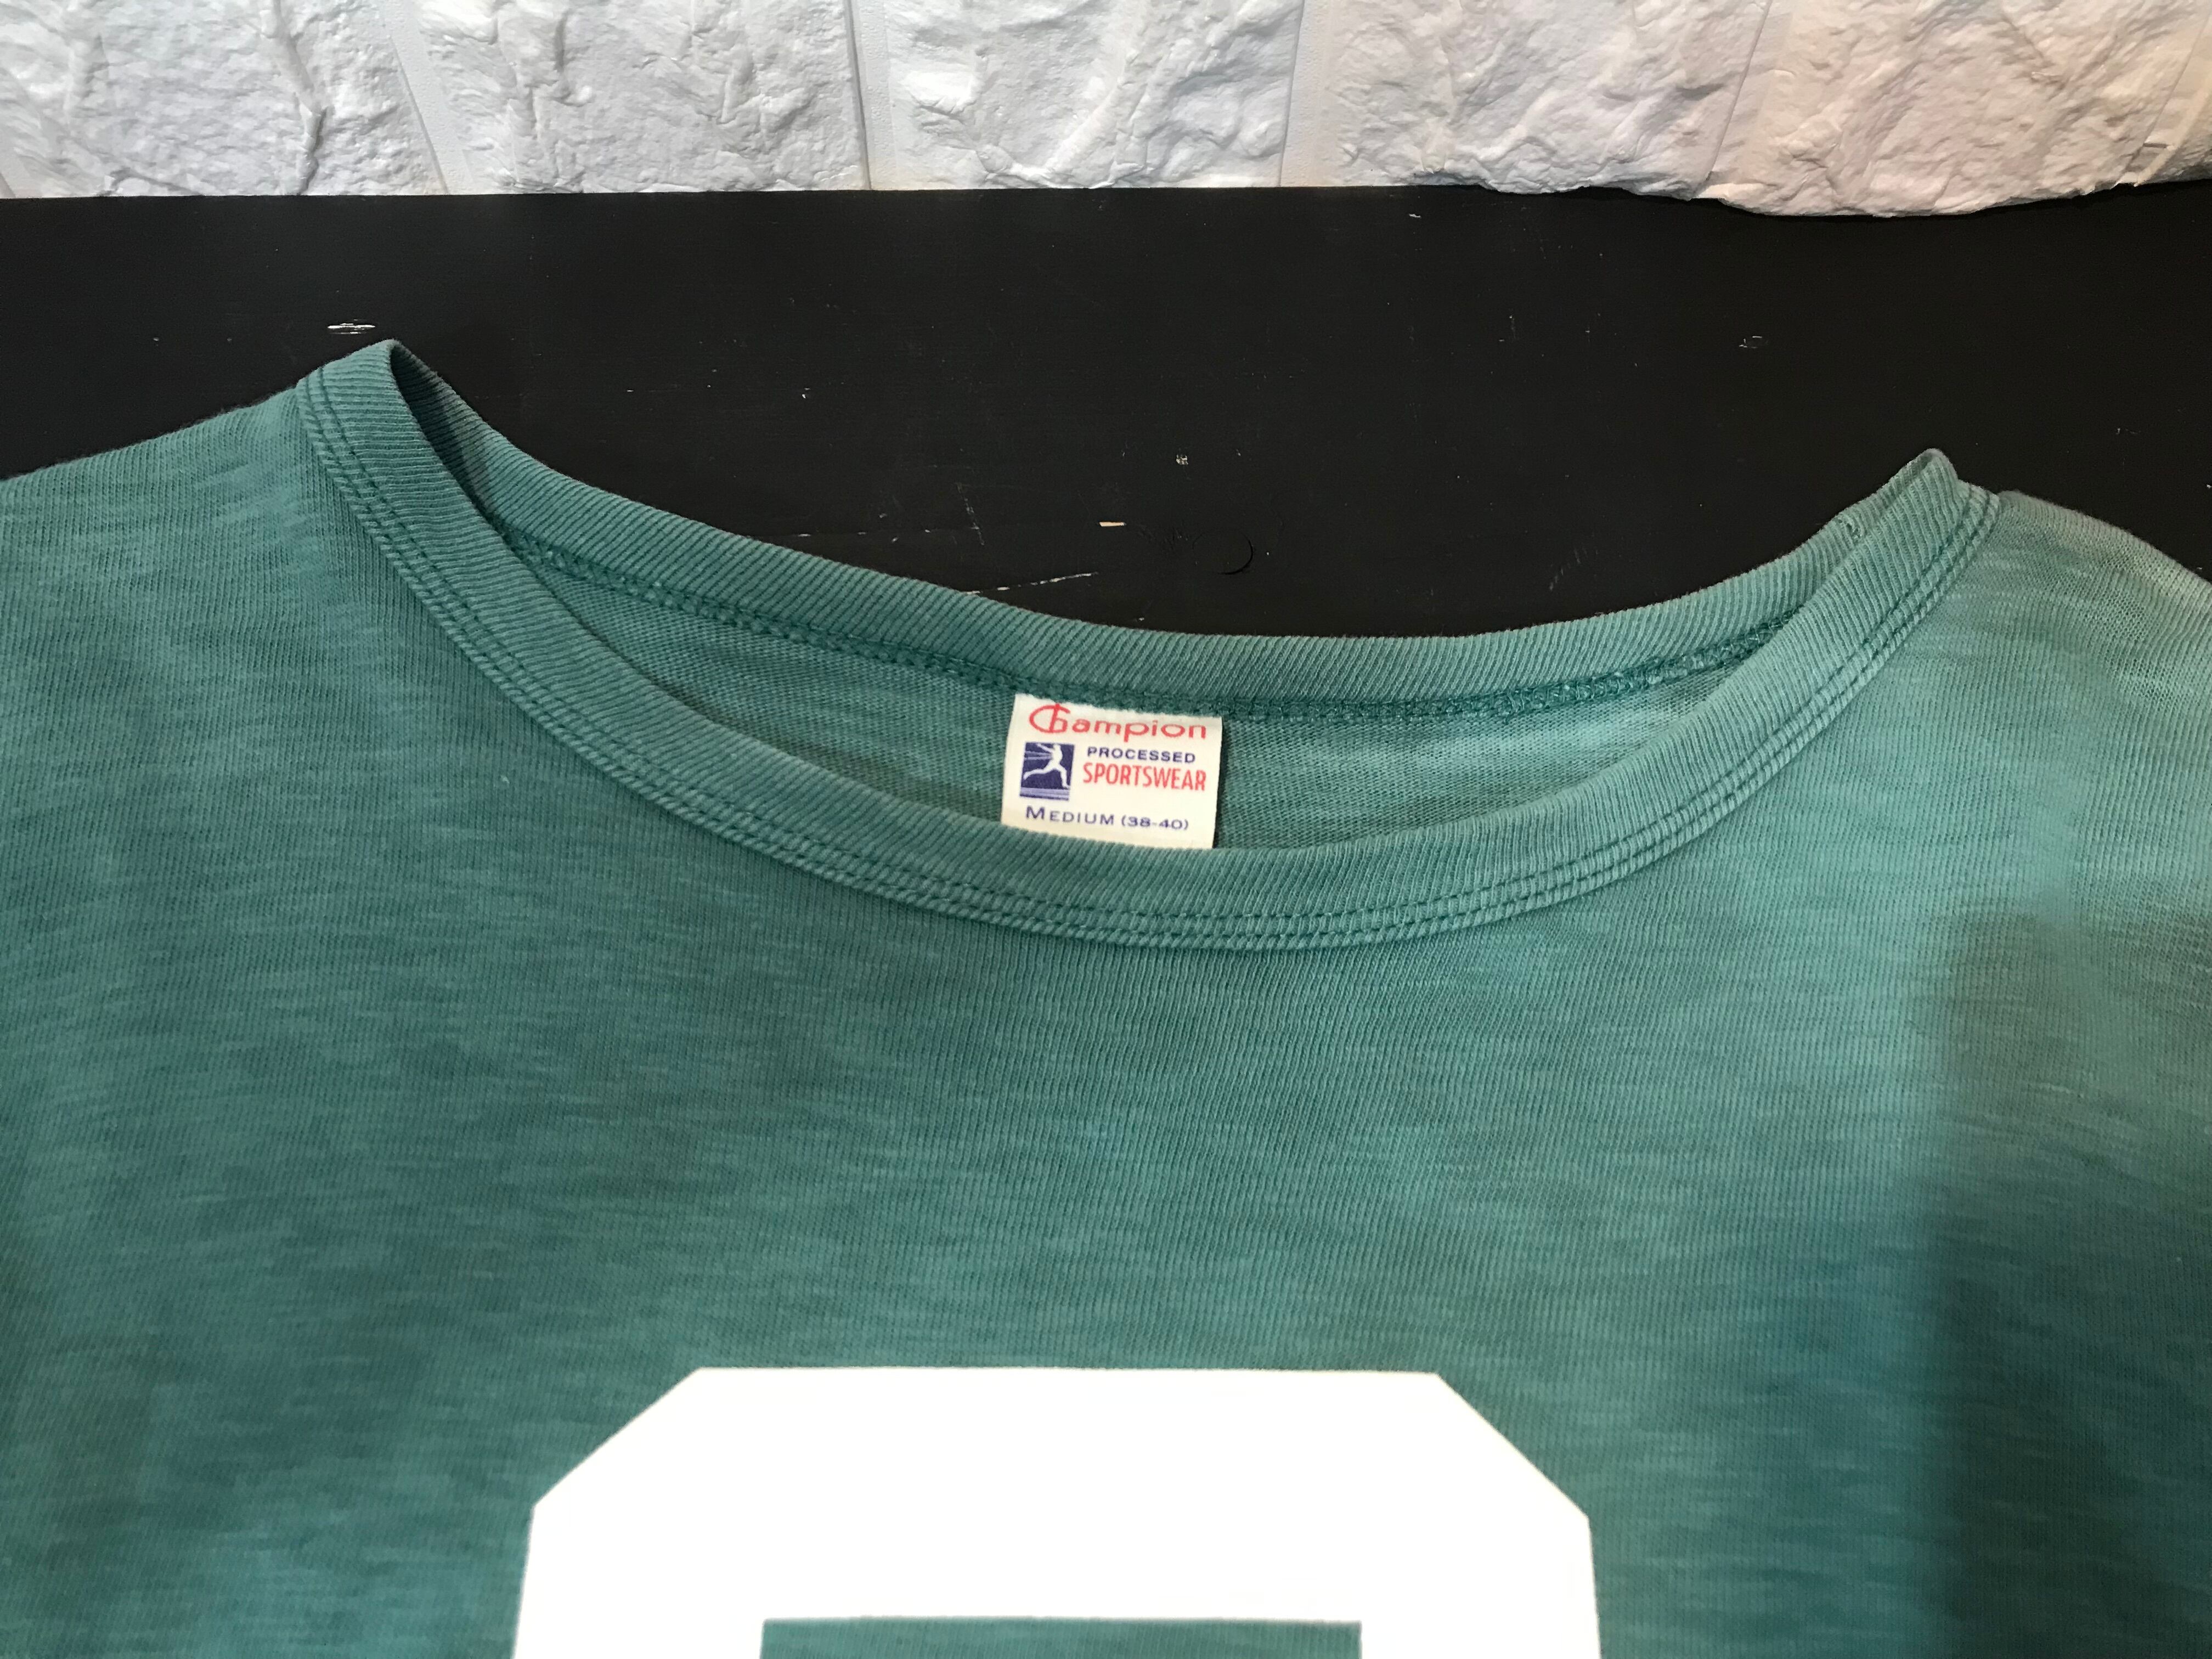 Champion
PROCESSED
SPORTSWEAR
MEDIUM (38-40)